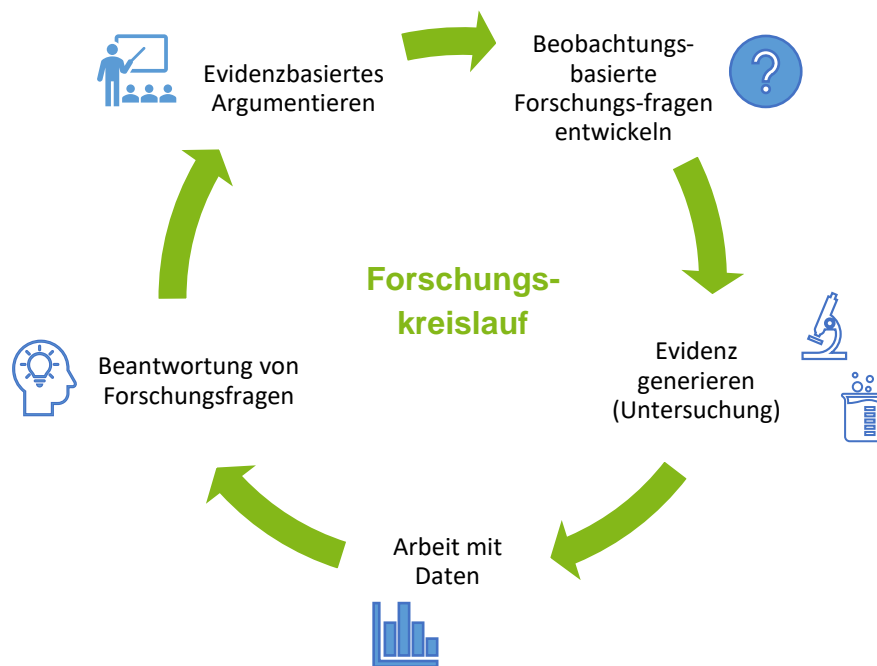 Evidenzbasiertes
Argumentieren
Beobachtungs-
basierte
Forschungs-fragen
entwickeln
Forschungs-
kreislauf
Evidenz
generieren
(Untersuchung)
Beantwortung von
Forschungsfragen
Arbeit mit
Daten